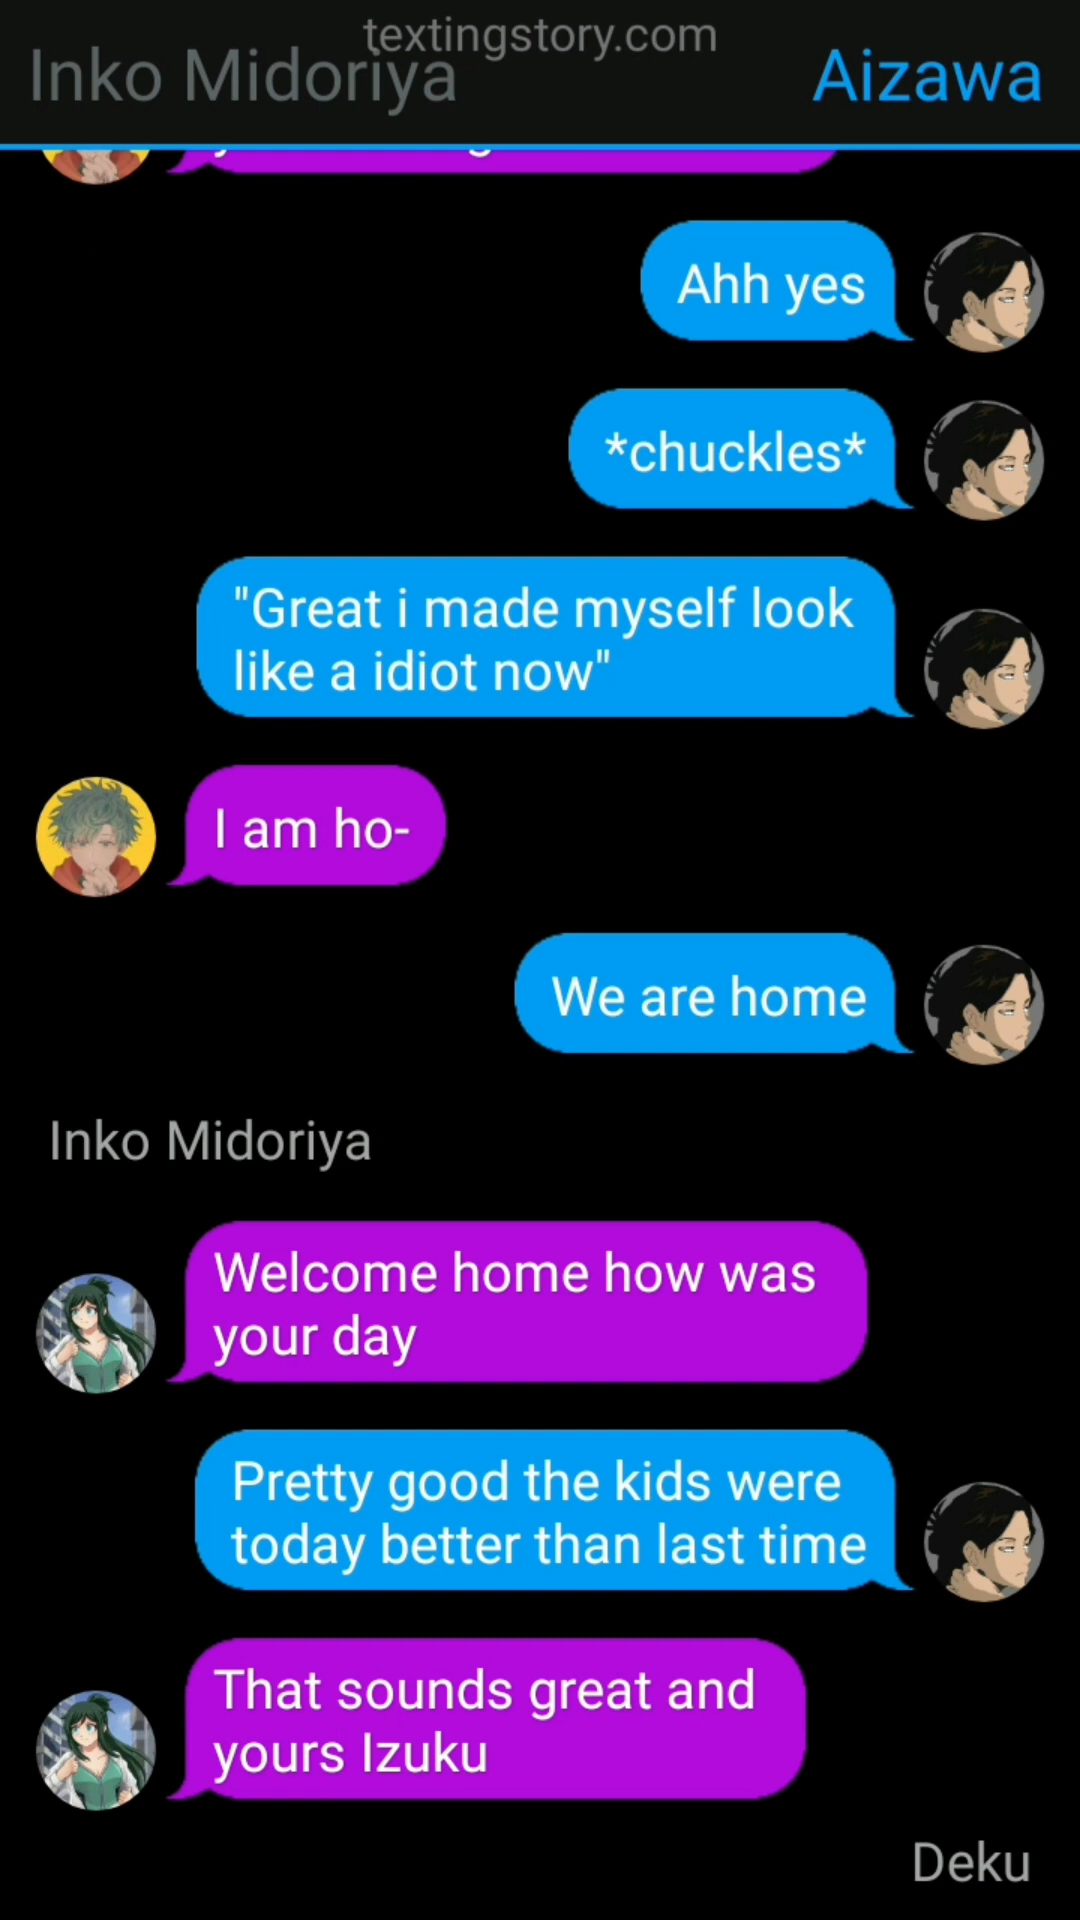 textingstory.com
Inko Midoriya
Aizawa
Ahh yes
*chuckles*
"Great i made myself look
like a idiot now"
I am ho-
We are home
Inko Midoriya
Welcome home how was
your day
Pretty good the kids were
today better than last time
That sounds great and
yours Izuku
Deku